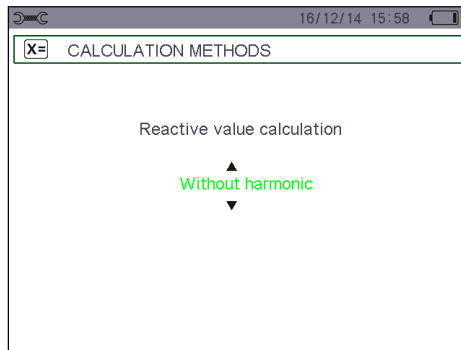 16/12/14 15:58
X= CALCULATION METHODS
Reactive value calculation
Without harmonic